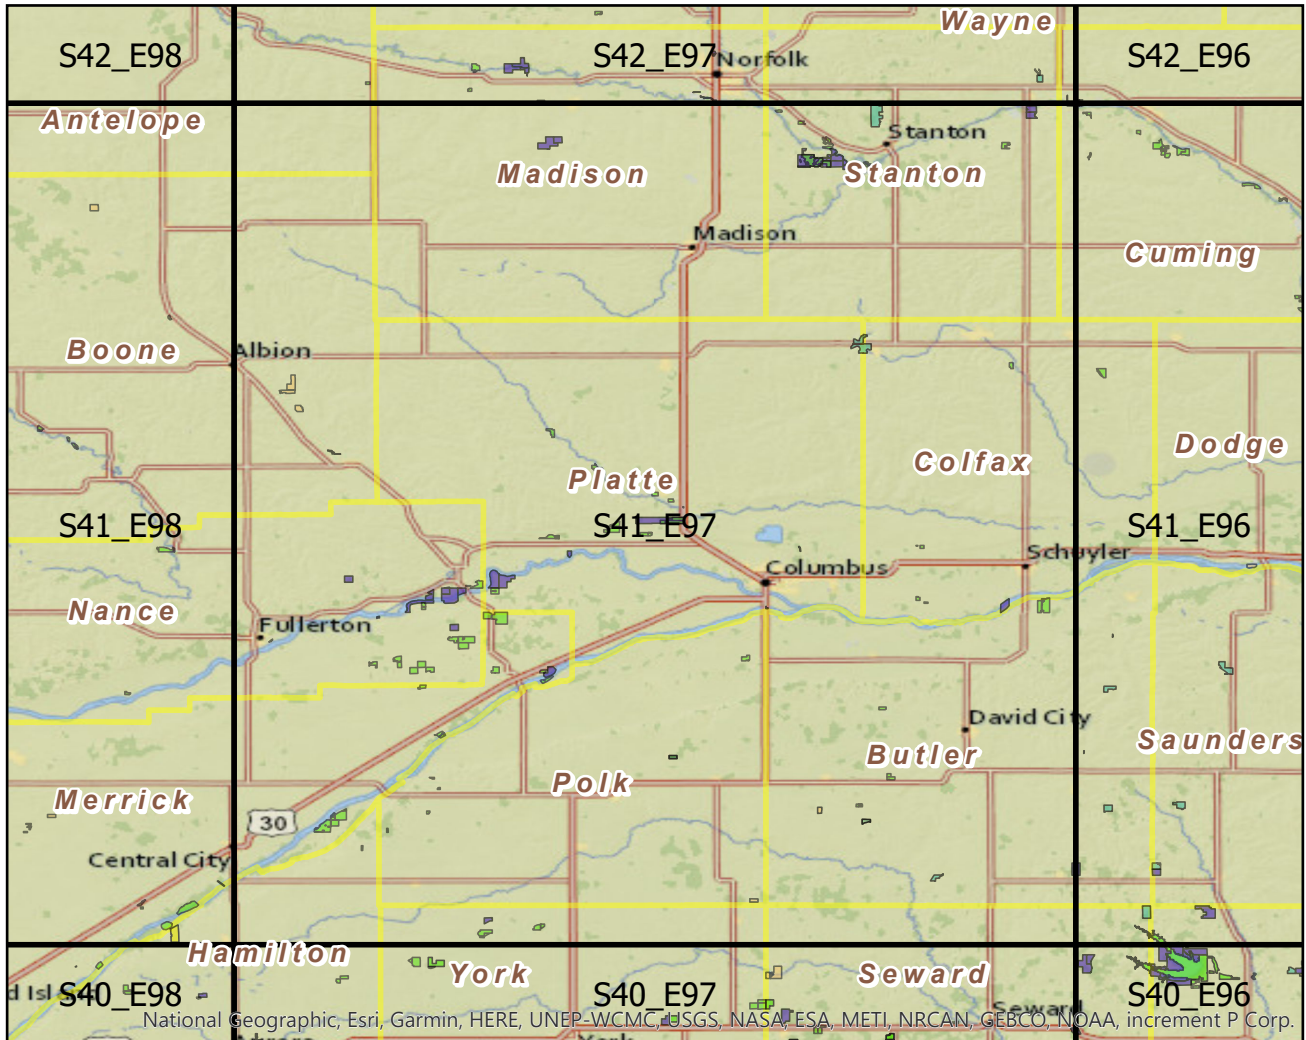 Wayne
S42_E98
S42_E97
S42_E96
Norfolk
Antelope
Stanton
Madison
Stanton
Madison
Cuming
Boone
Albion
Dodge
Colfax
Platte
S41_E98
S41_E97
S41_E96
Schuyler
Columbus
Nance
Fullerton
David City
Saunders
Butler
Polk
Merrick
30
Central City
Hamilton
York
Seward
d Isl
S40_E98
S40_E97
S40_E96
Seward
National Geographic, Esri, Garmin, HERE, UNEP-WCMC, USGS, NASA, ESA, METI, NRCAN, GEBCO, NOAA, increment P Corp.
York